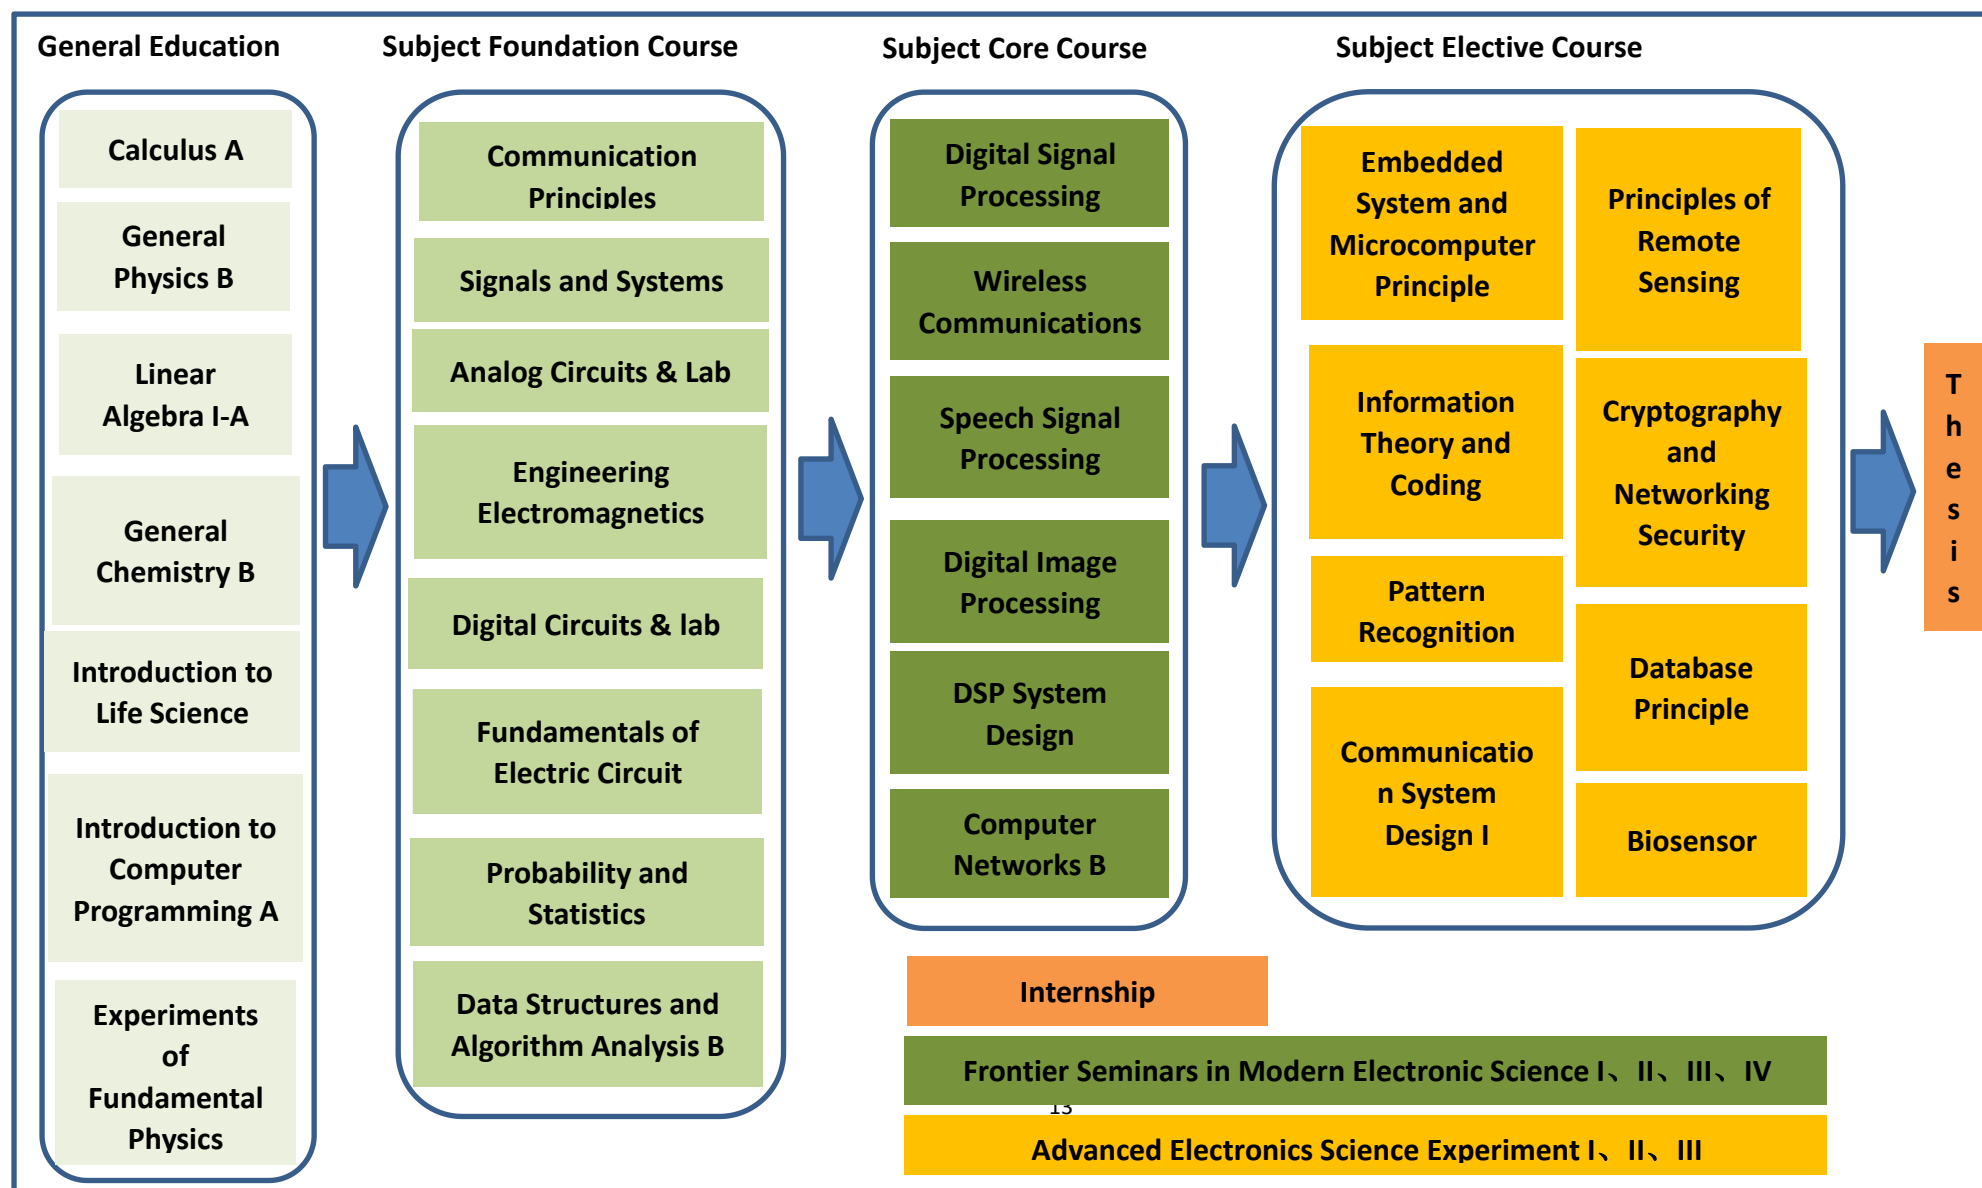 General Education
Subject Foundation Course
Subject Core Course
Subject Elective Course
Calculus A
General
Physics B
Linear
Algebra I-A
General
Chemistry B
Introduction to
Life Science
Introduction to
Computer
Programming A
Experiments
of
Fundamental
Physics
Communication
Principles
Signals and Systems
Analog Circuits & Lab
Engineering
Electromagnetics
Digital Circuits & lab
Fundamentals of
Electric Circuit
Probability and
Statistics
Data Structures and
Algorithm Analysis B
Digital Signal
Processing
Wireless
Communications
Speech Signal
Processing
Digital Image
Processing
DSP System
Design
Computer
Networks B
Embedded
System and
Microcomputer
Principle
Information
Theory and
Coding
Pattern
Recognition
Communicatio
n System
Design I
Principles of
Remote
Sensing
Cryptography
and
Networking
Security
Database
Principle
Biosensor
T
h
e
s
i
s
Internship
Frontier Seminars in Modern Electronic Science I、II、III、IV
13
Advanced Electronics Science Experiment I、II、III